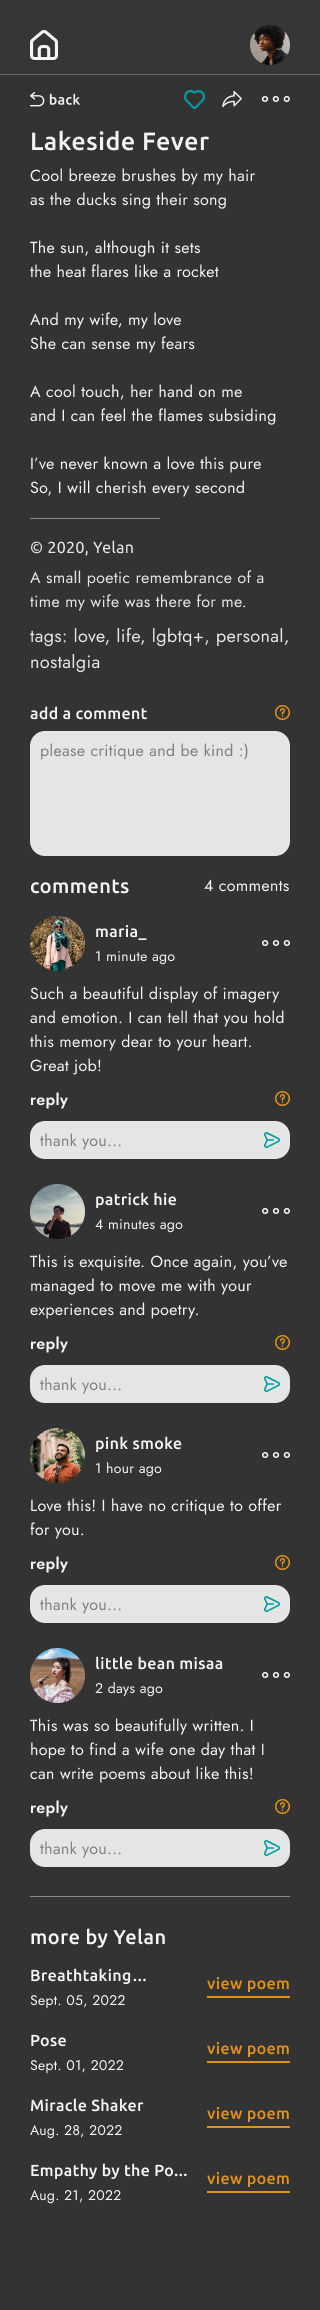 back
Lakeside Fever
Cool breeze brushes by my hair
as the ducks sing their song
The sun, although it sets
the heat flares like a rocket
And my wife, my love
She can sense my fears
A cool touch, her hand on me
and I can feel the flames subsiding
I’ve never known a love this pure
So, I will cherish every second
© 2020, Yelan
A small poetic remembrance of a
time my wife was there for me.
tags: love, life, lgbtq+, personal,
nostalgia
add a comment
please critique and be kind :)
comments 4 comments
maria_
1 minute ago
Such a beautiful display of imagery
and emotion. I can tell that you hold
this memory dear to your heart.
Great job!
reply
thank you...
patrick hie
4 minutes ago
This is exquisite. Once again, you’ve
managed to move me with your
experiences and poetry.
reply
thank you...
pink smoke
1 hour ago
Love this! I have no critique to offer
for you.
reply
thank you...
little bean misaa
2 days ago
This was so beautifully written. I
hope to find a wife one day that I
can write poems about like this!
reply
thank you...
more by Yelan
Breathtaking...
Sept. 05, 2022
view poem
Pose
Sept. 01, 2022
view poem
Miracle Shaker
Aug. 28, 2022
view poem
Empathy by the Po...
Aug. 21, 2022
view poem